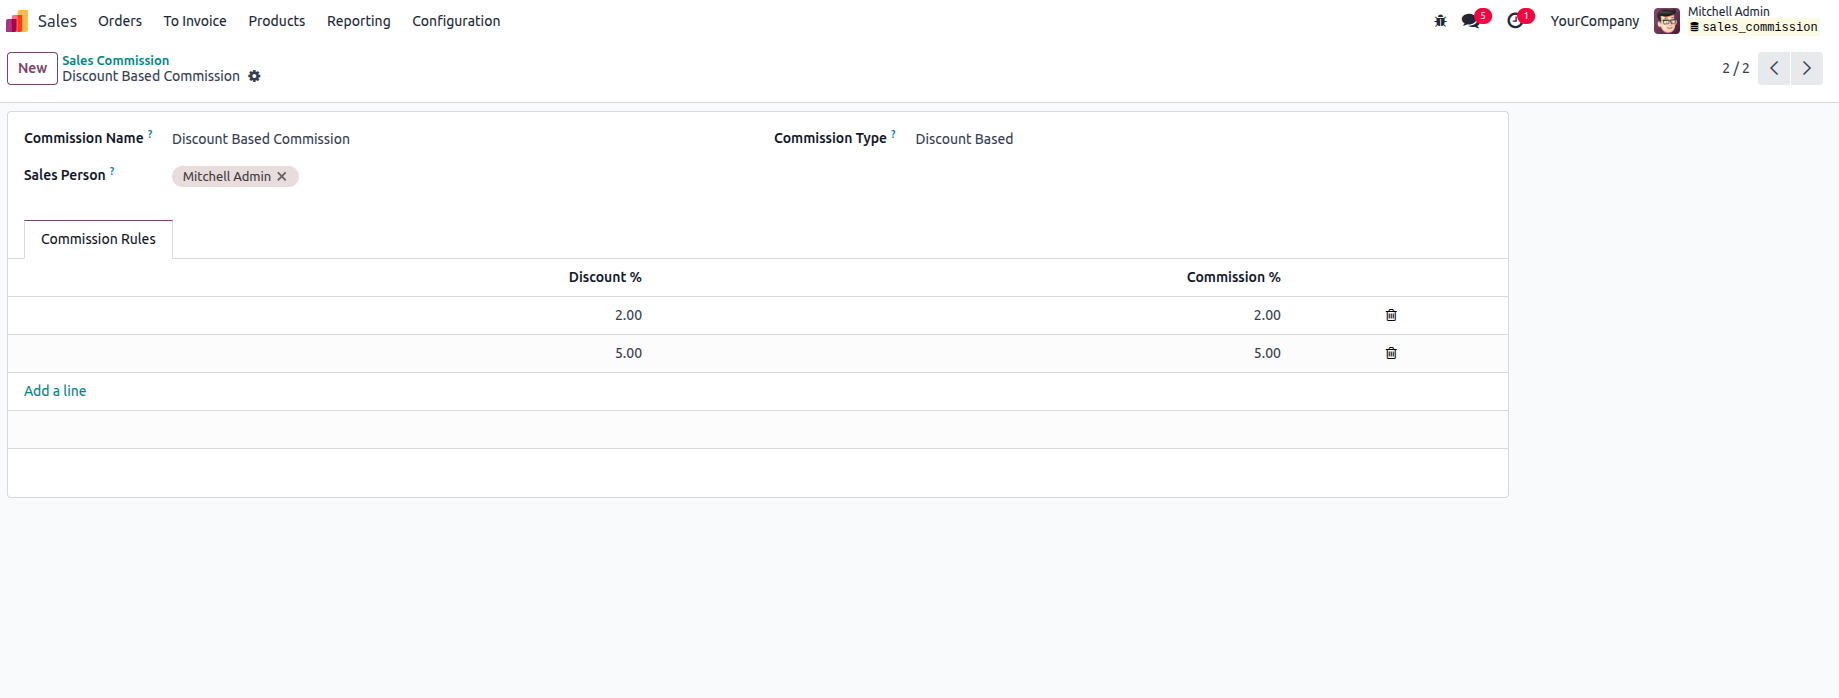 Sales Orders To Invoice Products Reporting Configuration 5 1 YourCompany Mitchell Admin
sales_commission
New Sales Commission
Discount Based Commission 2 / 2
Commission Name ? Discount Based Commission Commission Type ? Discount Based
Sales Person ? Mitchell Admin ×
Commission Rules
Discount % Commission %
2.00 2.00
5.00 5.00
Add a line